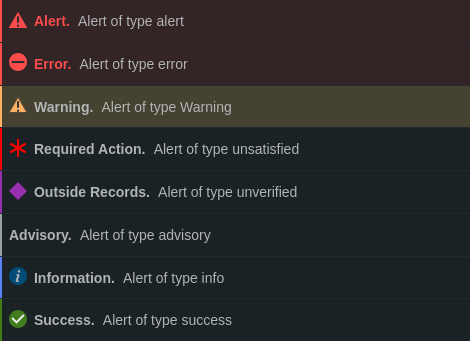 Alert. Alert of type alert
Error. Alert of type error
Warning. Alert of type Warning
Required Action. Alert of type unsatisfied
Outside Records. Alert of type unverified
Advisory. Alert of type advisory
Information. Alert of type info
Success. Alert of type success